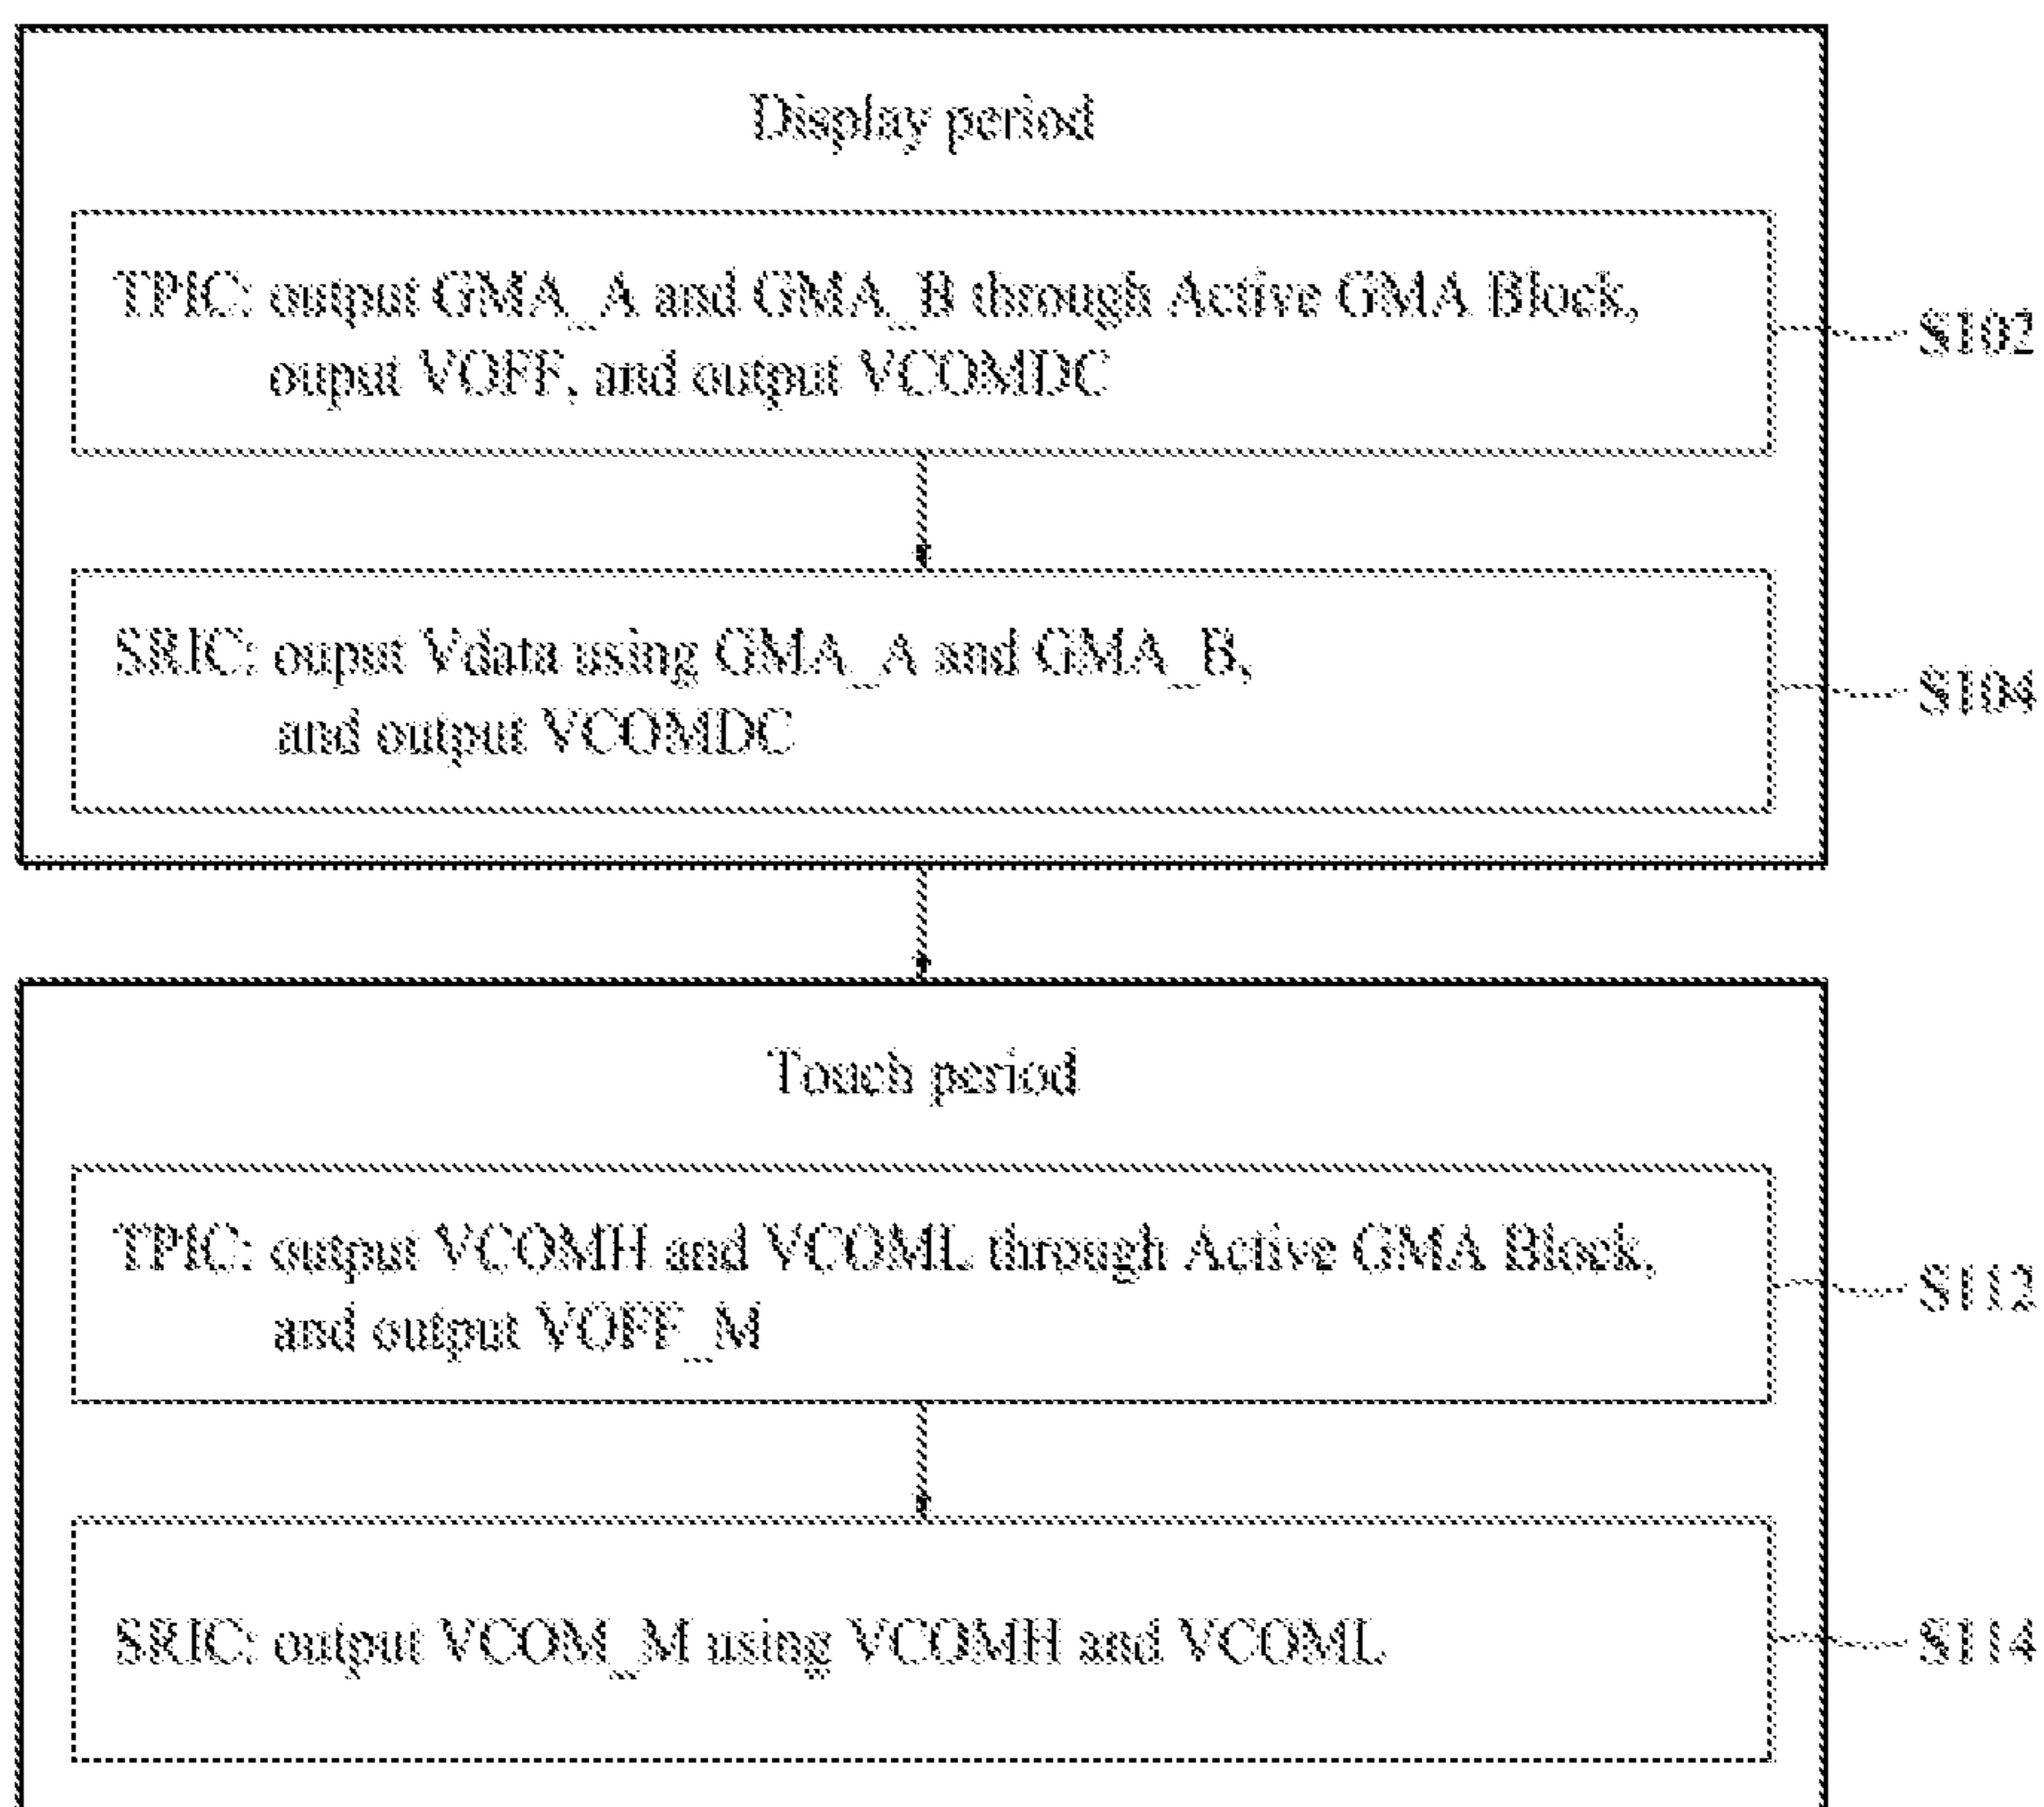 Display period
TPIC: output GMA_A and GMA_B through Active GMA Block,
ouput VOFF, and output VCOMDC
S102
SRIC: ouput Vdata using GMA_A and GMA_B,
and output VCOMDC
S104
Touch period
TPIC: output VCOMH and VCOML through Active GMA Block,
and output VOFF_M
S112
SRIC: output VCOM_M using VCOMH and VCOML
S114